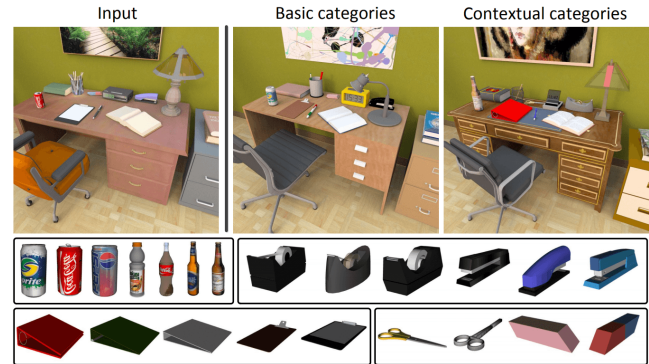 Input
Basic categories
Contextual categories
Sprite
Coca-Cola
pepsi